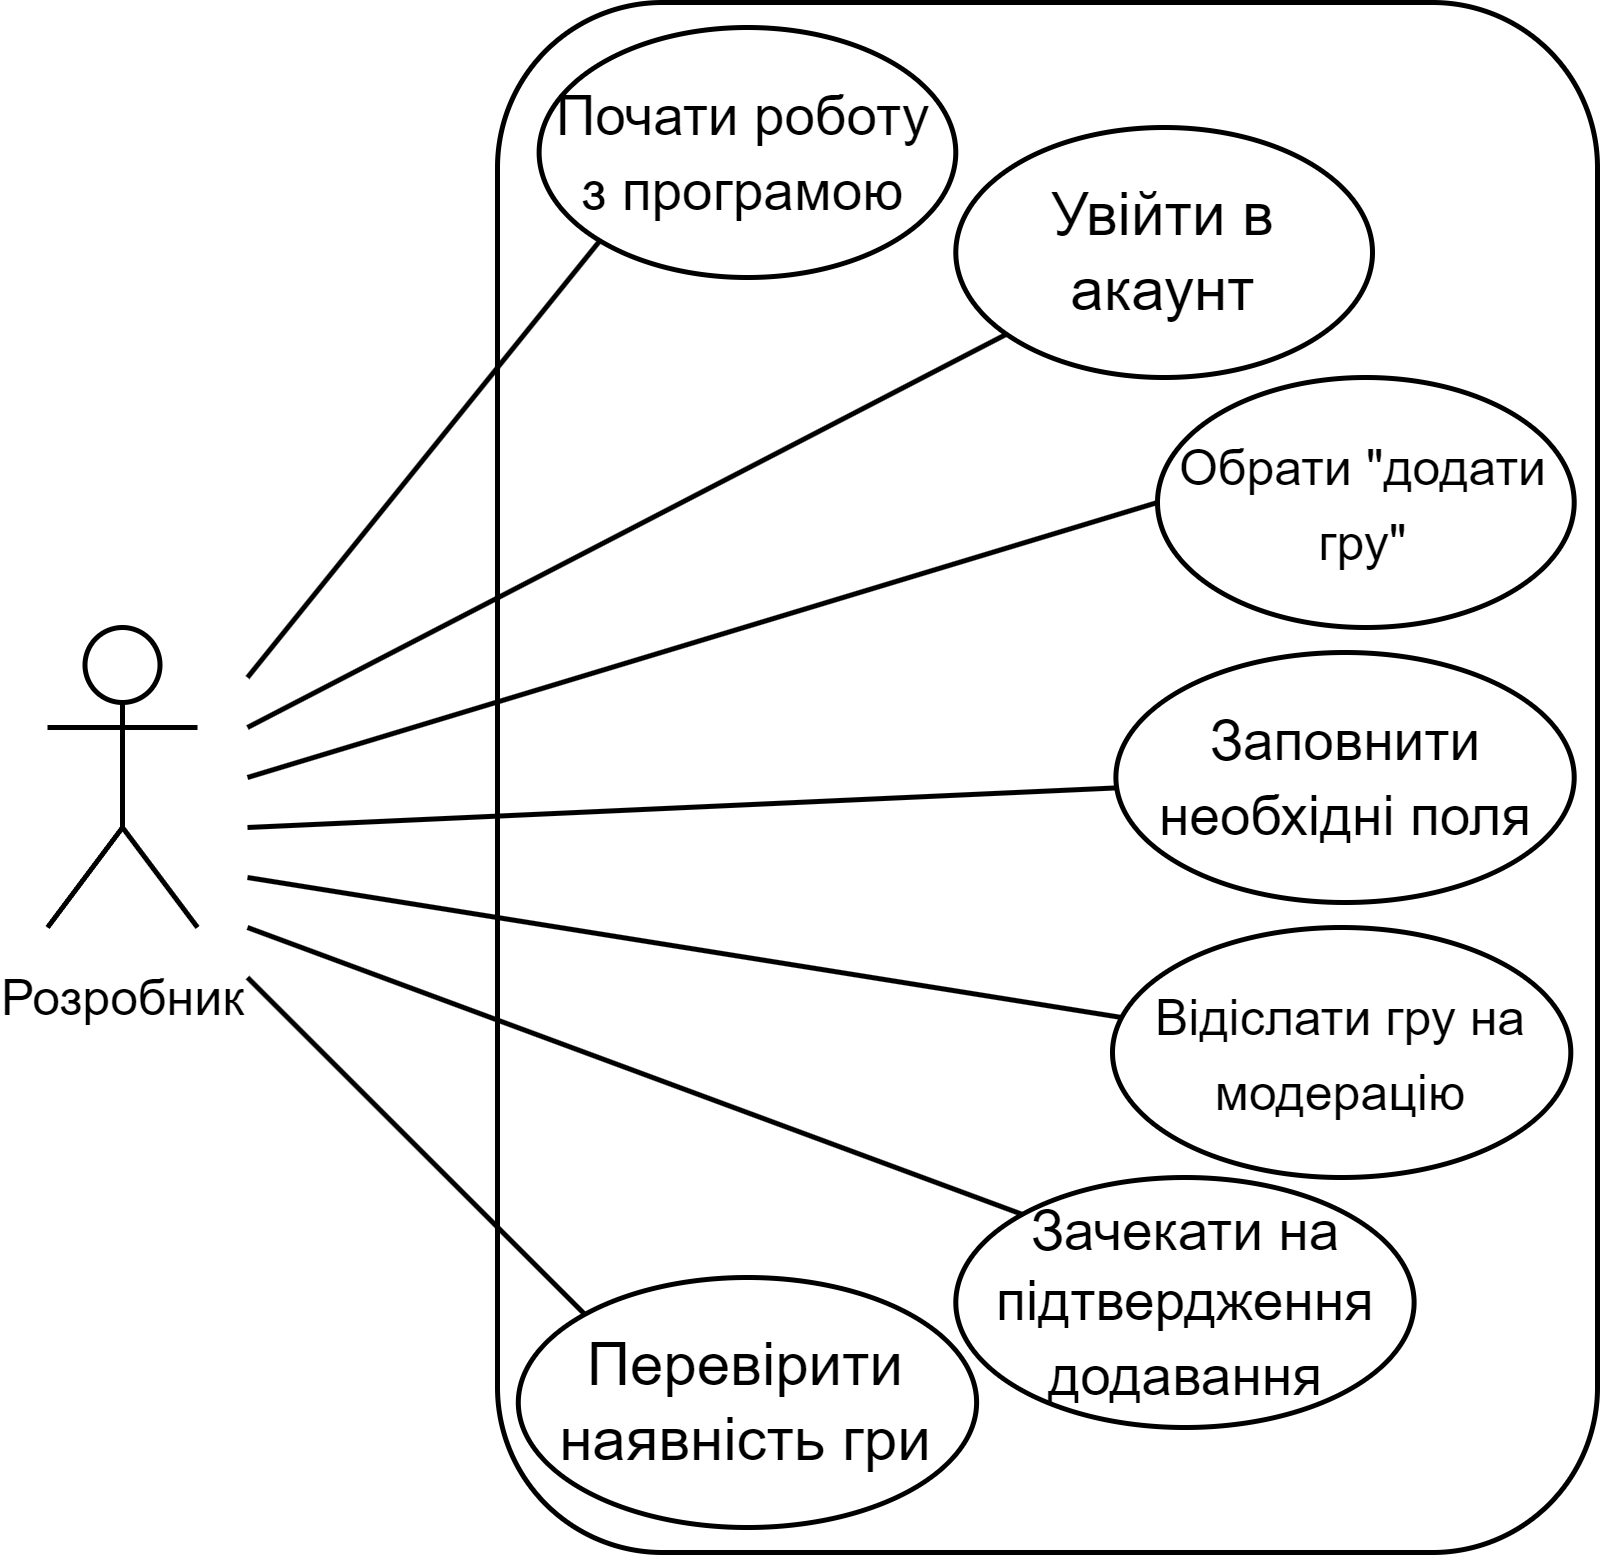 Почати роботу
з програмою
Увійти в
акаунт
Обрати "додати
гру"
Заповнити
необхідні поля
Розробник
Відіслати гру на
модерацію
Зачекати на
підтвердження
додавання
Перевірити
наявність гри